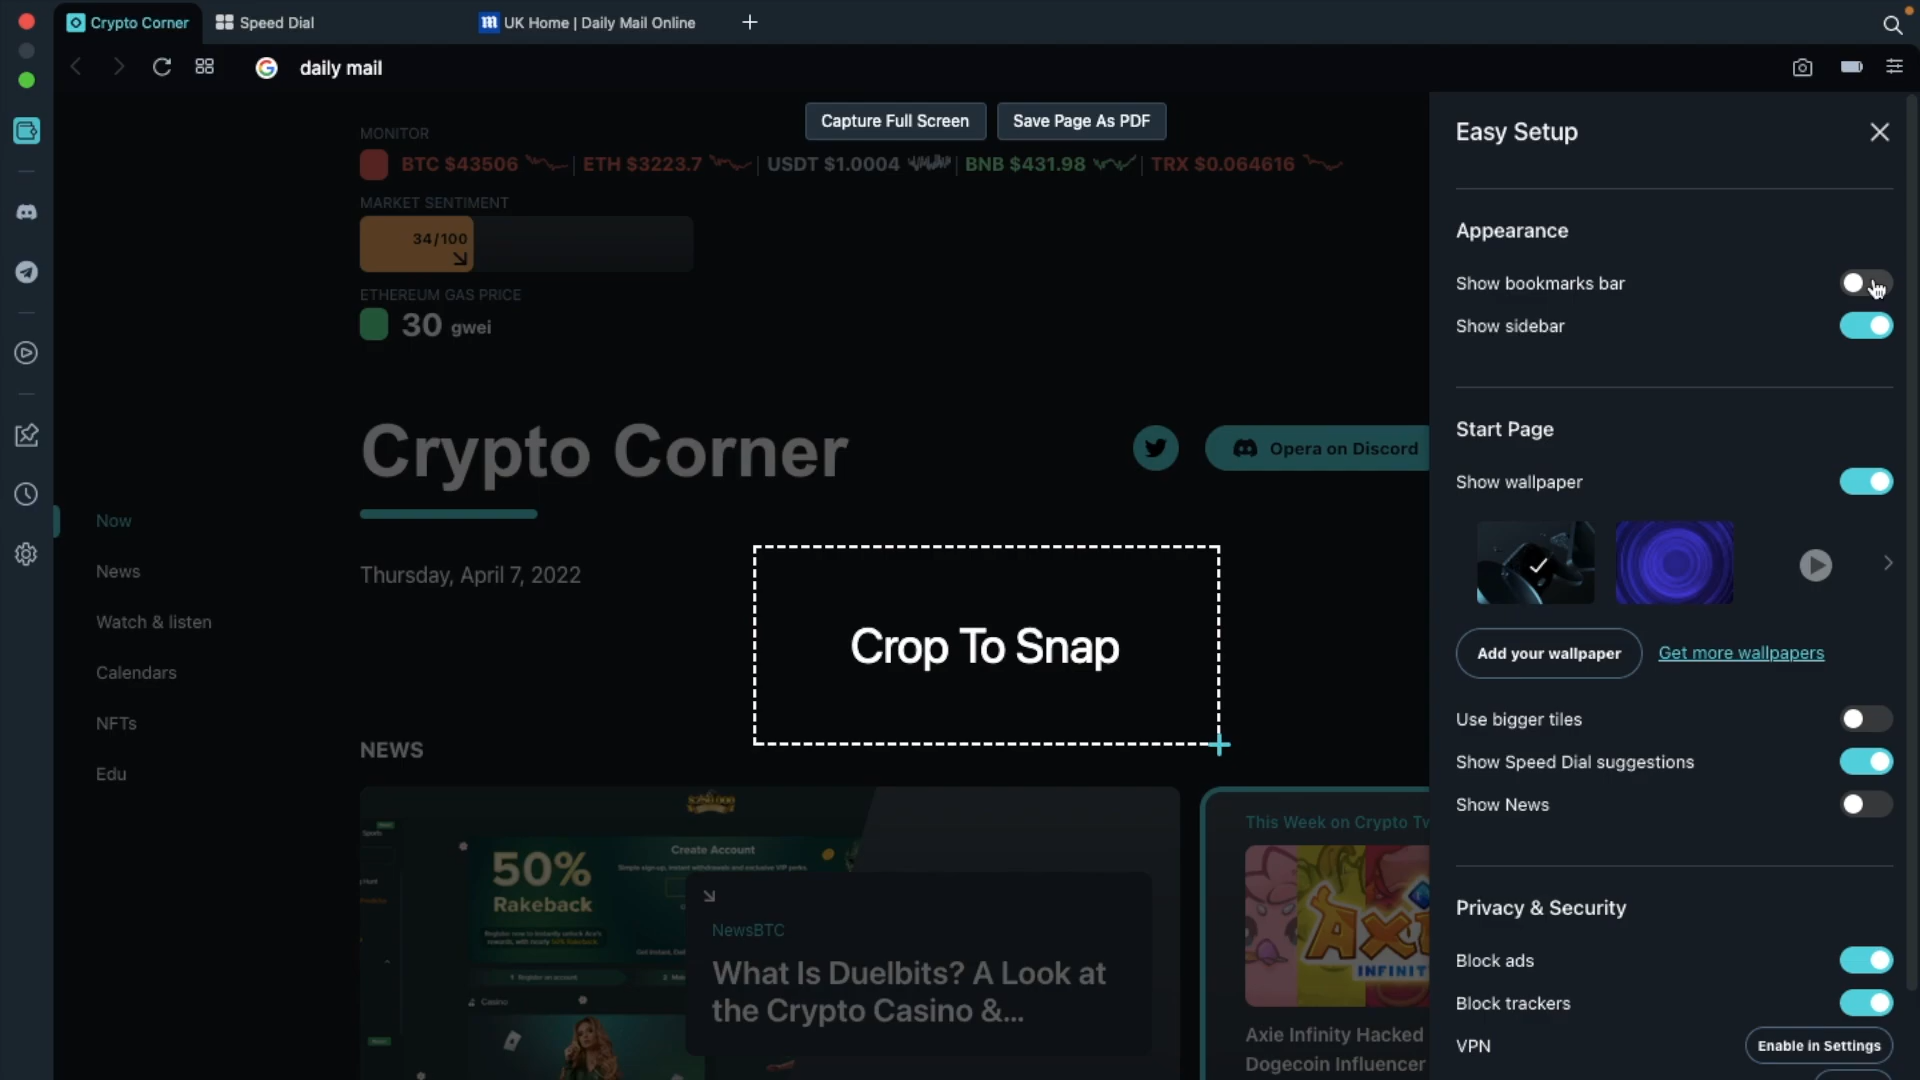 Crypto Corner
Speed Dial
UK Home | Daily Mail Online
daily mail
Capture Full Screen
Save Page As PDF
MONITOR
BTC $43506
ETH $3223.7
USDT $1.0004
BNB $431.98
TRX $0.064616
MARKET SENTIMENT
34/100
ETHEREUM GAS PRICE
30 gwei
Crypto Corner
Opera on Discord
Now
News
Watch & listen
Calendars
NFTs
Edu
Thursday, April 7, 2022
Crop To Snap
NEWS
$250.000
Sports
50%
Rakeback
Create Account
Casino
NewsBTC
What Is Duelbits? A Look at
the Crypto Casino &...
This Week on Crypto Tw
AXI
INFINIT
Axie Infinity Hacked
Dogecoin Influencer
Easy Setup
Appearance
Show bookmarks bar
Show sidebar
Start Page
Show wallpaper
Add your wallpaper
Get more wallpapers
Use bigger tiles
Show Speed Dial suggestions
Show News
Privacy & Security
Block ads
Block trackers
VPN
Enable in Settings